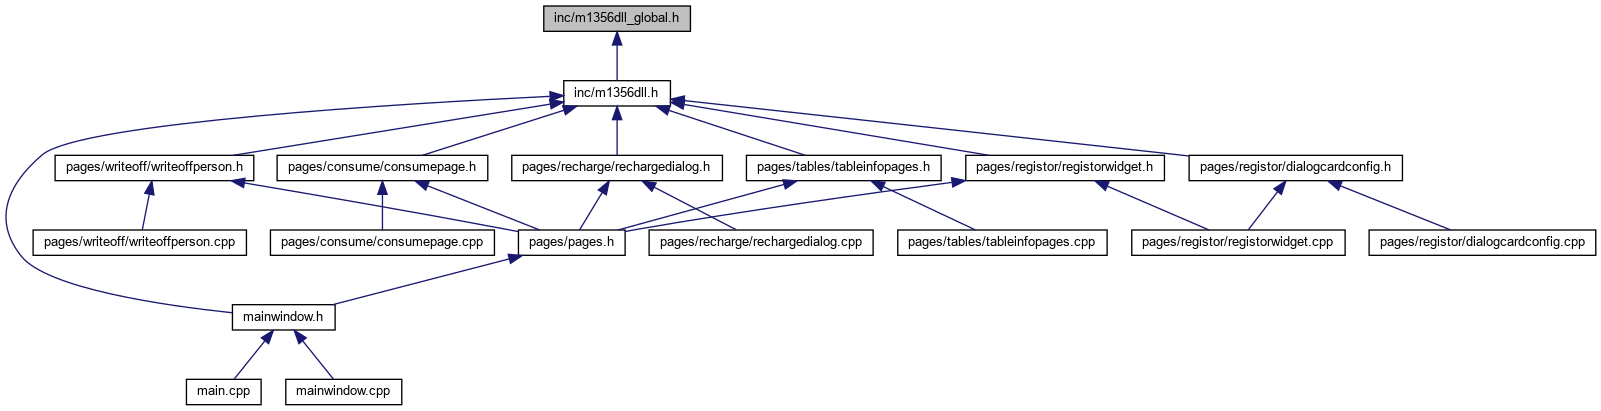 inc/m1356dll_global.h
inc/m1356dll.h
pages/writeoff/writeoffperson.h
pages/consume/consumepage.h
pages/recharge/rechargedialog.h
pages/tables/tableinfopages.h
pages/registor/registorwidget.h
pages/registor/dialogcardconfig.h
pages/writeoff/writeoffperson.cpp
pages/consume/consumepage.cpp
pages/pages.h
pages/recharge/rechargedialog.cpp
pages/tables/tableinfopages.cpp
pages/registor/registorwidget.cpp
pages/registor/dialogcardconfig.cpp
mainwindow.h
main.cpp
mainwindow.cpp